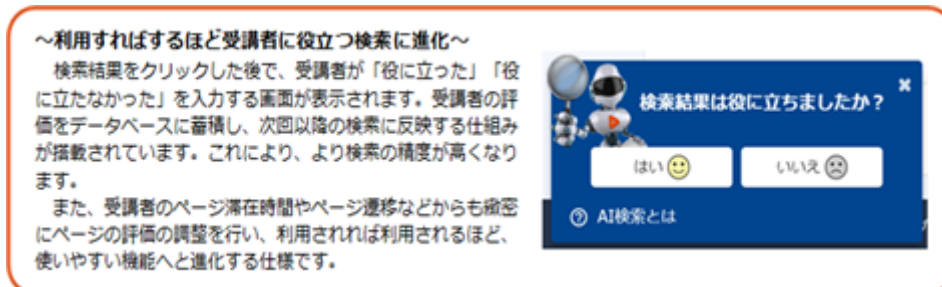 ～利用すればするほど受講者に役立つ検索に進化～
検索結果をクリックした後で、受講者が「役に立った」「役
に立たなかった」を入力する画面が表示されます。受講者の評
価をデータベースに蓄積し、次回以降の検索に反映する仕組み
が搭載されています。これにより、より検索の精度が高くなり
ます。
また、受講者のページ滞在時間やページ遷移などからも緻密
にページの評価の調整を行い、利用されれば利用されるほど、
使いやすい機能へと進化する仕様です。
検索結果は役に立ちましたか？
はい
いいえ
AI検索とは